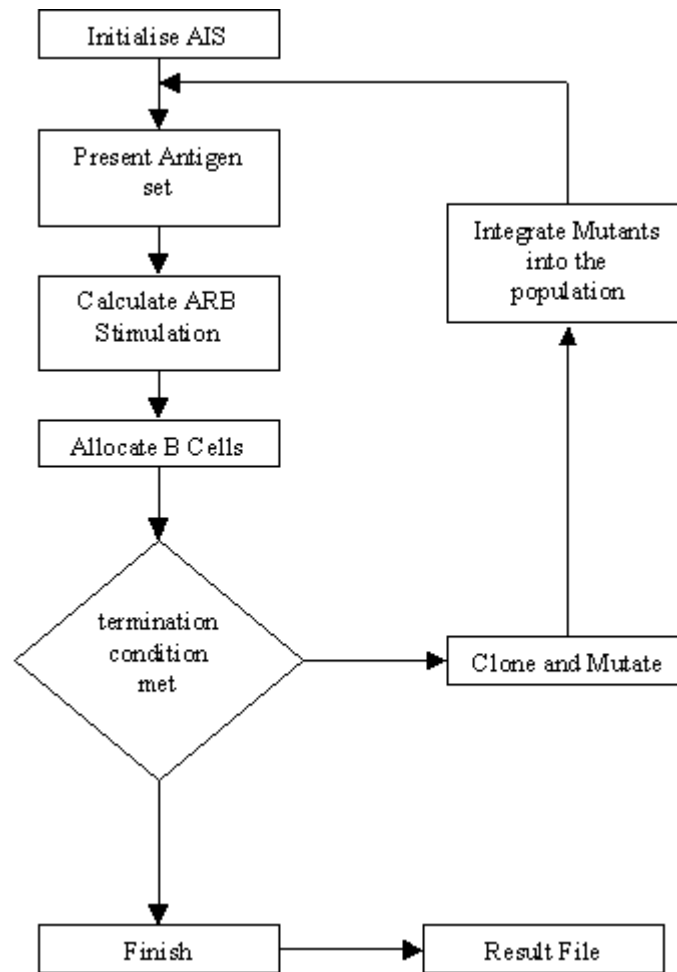 Initialise AIS
Present Antigen
set
Calculate ARB
Stimulation
Allocate B Cells
termination
condition
met
Clone and Mutate
Integrate Mutants
into the
population
Finish
Result File